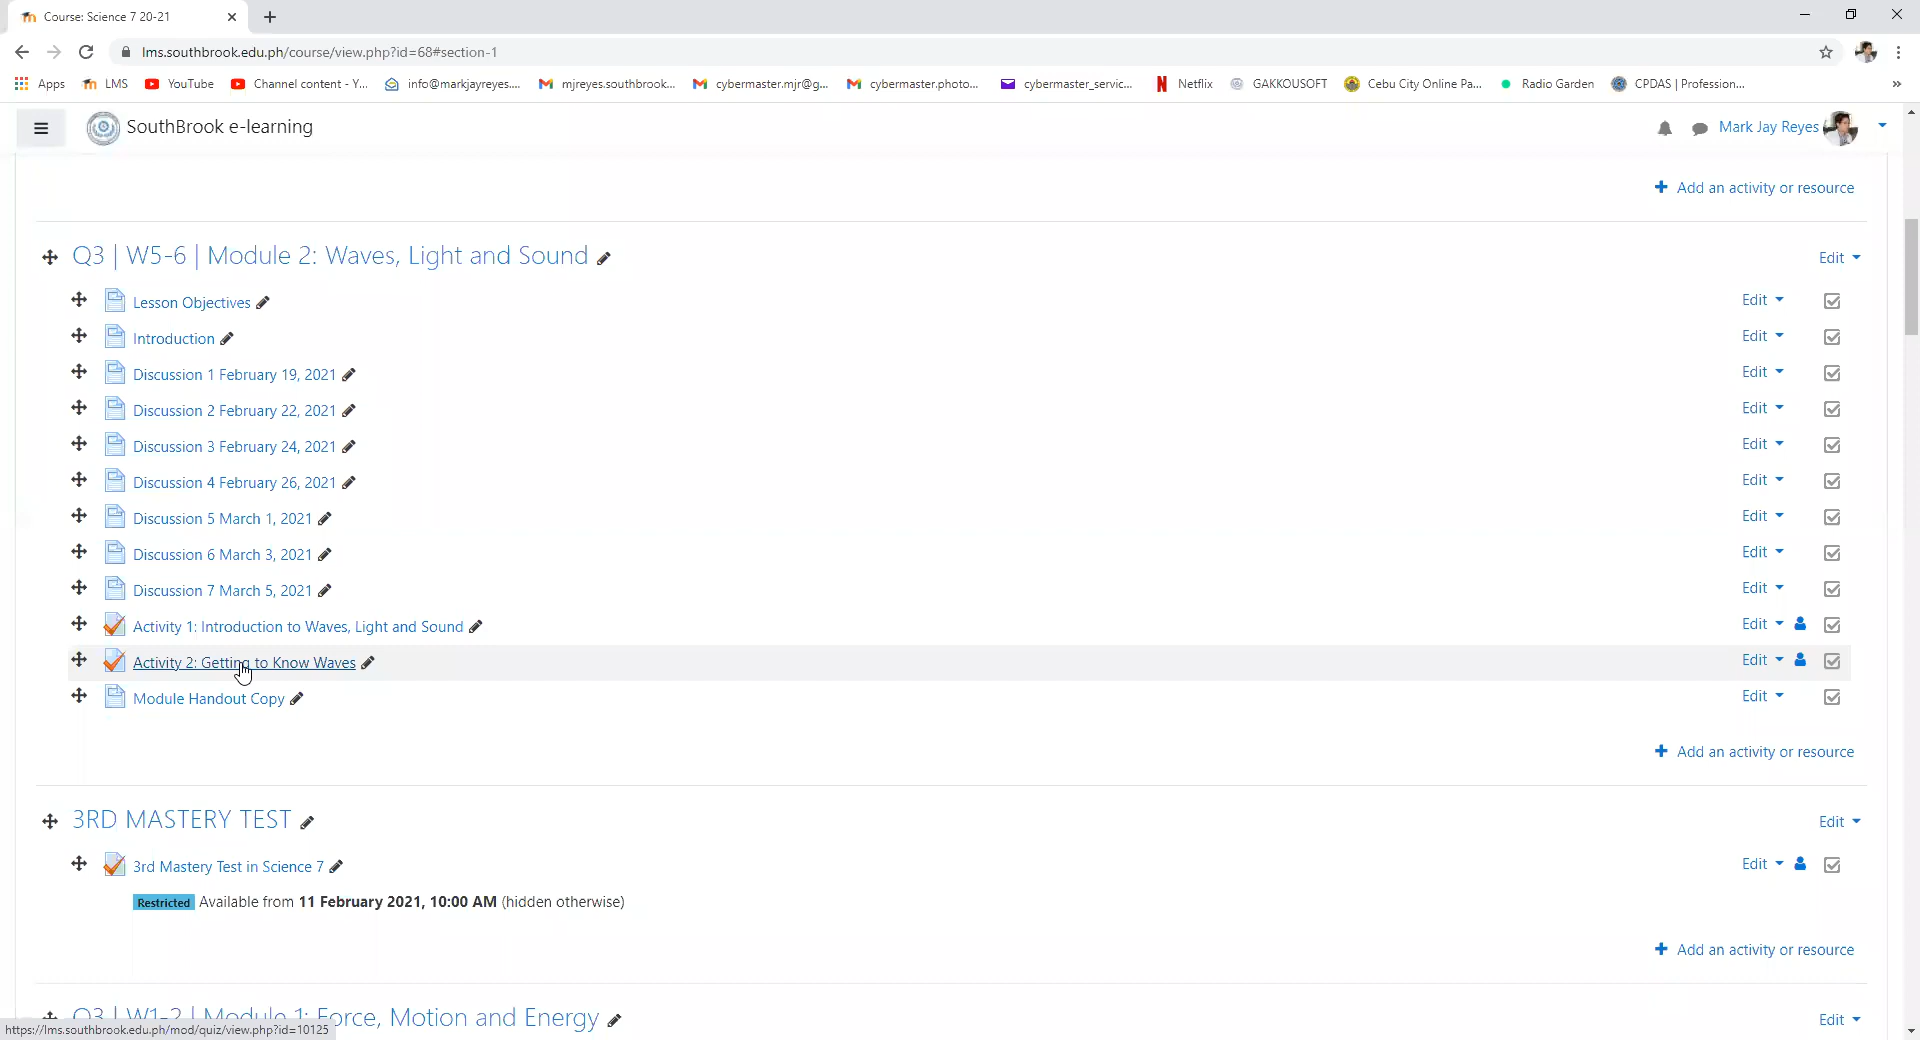 Course: Science 7 20-21
lms.southbrook.edu.ph/course/view.php?id=68#section-1
Apps LMS YouTube Channel content - Y... info@markjayreyes.... mjreyes.southbrook... cybermaster.mjr@g... cybermaster.photo... cybermaster_servic... Netflix GAKKOUSOFT Cebu City Online Pa... Radio Garden CPDAS | Profession... »
SouthBrook e-learning Mark Jay Reyes
+ Add an activity or resource
Q3 | W5-6 | Module 2: Waves, Light and Sound Edit
Lesson Objectives Edit
Introduction Edit
Discussion 1 February 19, 2021 Edit
Discussion 2 February 22, 2021 Edit
Discussion 3 February 24, 2021 Edit
Discussion 4 February 26, 2021 Edit
Discussion 5 March 1, 2021 Edit
Discussion 6 March 3, 2021 Edit
Discussion 7 March 5, 2021 Edit
Activity 1: Introduction to Waves, Light and Sound Edit
Activity 2: Getting to Know Waves Edit
Module Handout Copy Edit
+ Add an activity or resource
3RD MASTERY TEST Edit
3rd Mastery Test in Science 7 Edit
Restricted Available from 11 February 2021, 10:00 AM (hidden otherwise)
+ Add an activity or resource
Q3 | W1-2 | Module 1: Force, Motion and Energy Edit
https://lms.southbrook.edu.ph/mod/quiz/view.php?id=10125